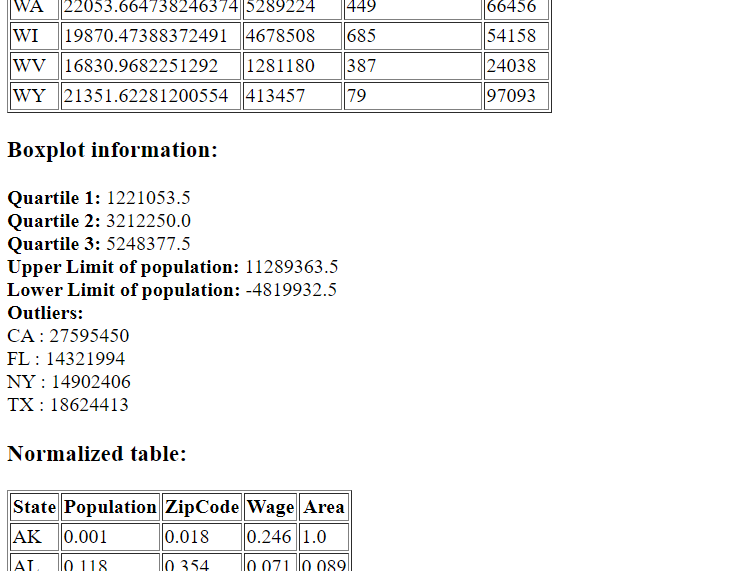 WA 22053.664738246374 5289224 449 66456
WI 19870.47383872491 4678508 685 54158
WV 16830.9682251292 1281180 387 24038
WY 21351.62281200554 413457 79 97093
Boxplot information:
Quartile 1: 1221053.5
Quartile 2: 3212250.0
Quartile 3: 5248377.5
Upper Limit of population: 11289363.5
Lower Limit of population: -4819932.5
Outliers:
CA : 27595450
FL : 14321994
NY : 14902406
TX : 18624413
Normalized table:
State Population ZipCode Wage Area
AK 0.001 0.018 0.246 1.0
AL 0.118 0.354 0.071 0.089